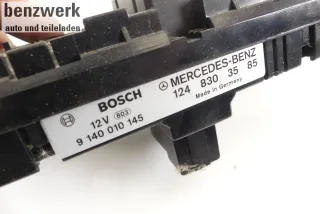 benzwerk
auto und teileladen
BOSCH
12V 603
9 140 010 145
MERCEDES-BENZ
124 830 35 85
Made in Germany